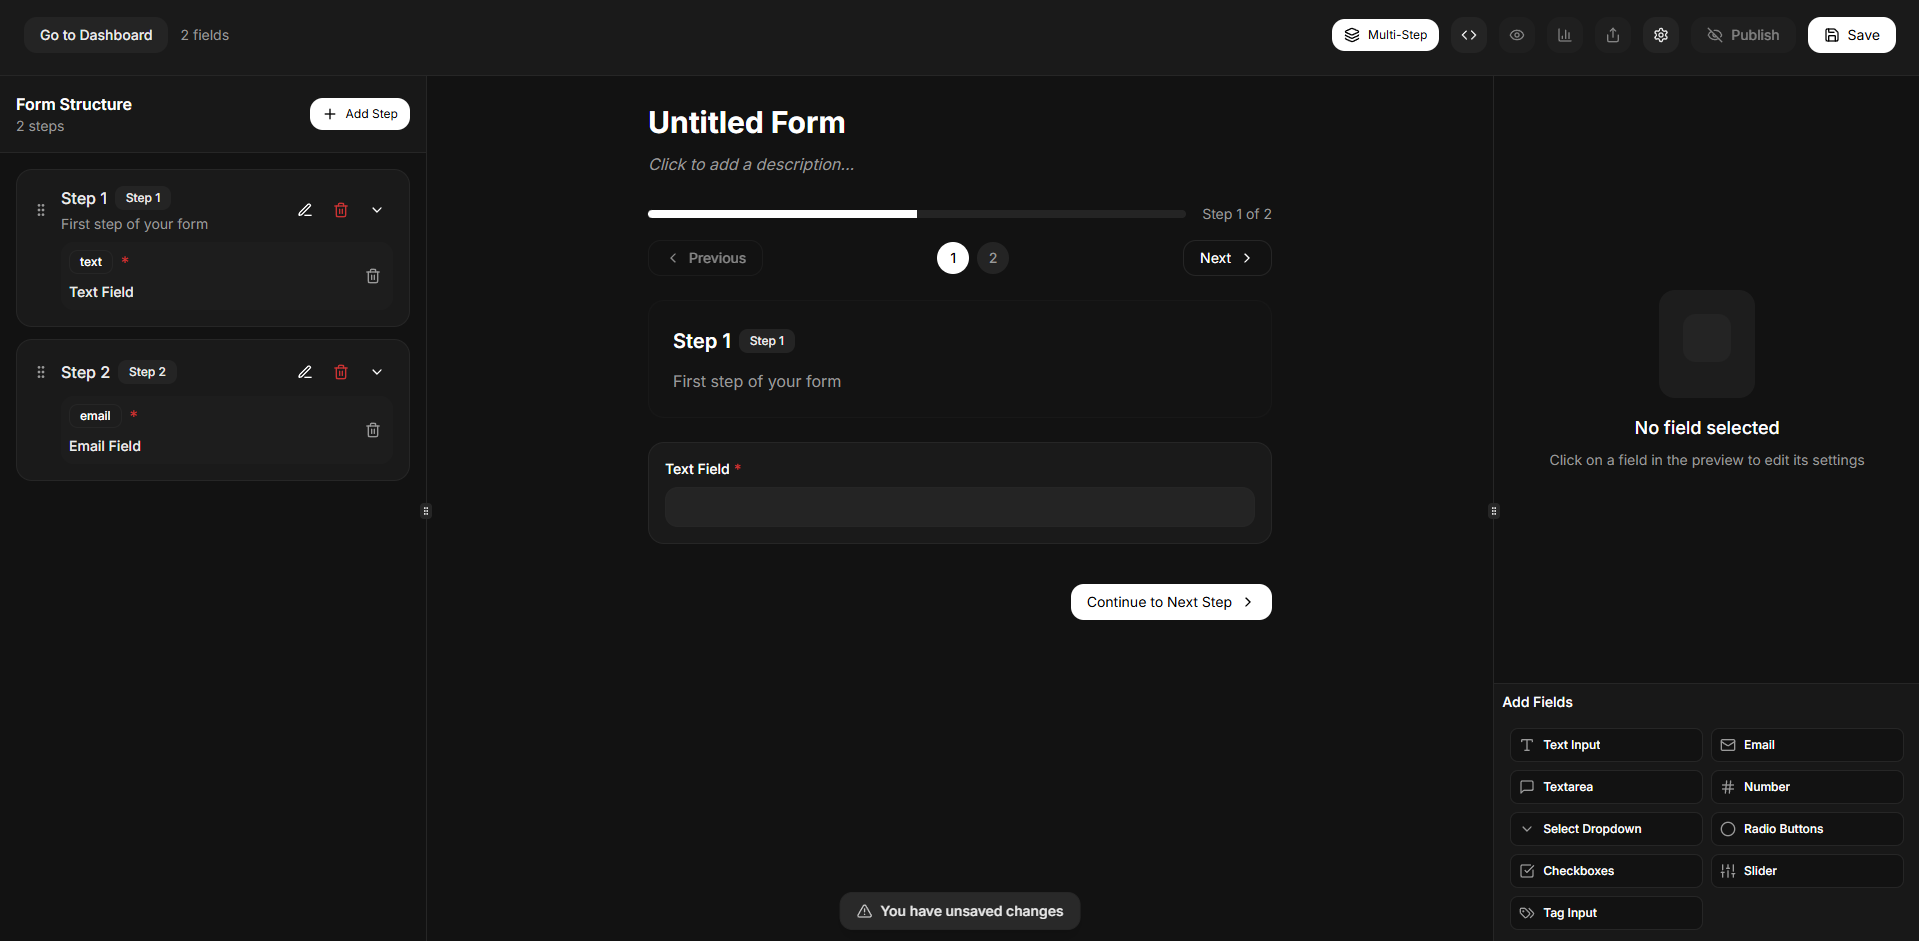 Go to Dashboard
2 fields
Multi-Step
Publish
Save
Form Structure
2 steps
Add Step
Step 1
Step 1
First step of your form
text *
Text Field
Step 2
Step 2
email *
Email Field
Untitled Form
Click to add a description...
Step 1 of 2
Previous
1
2
Next
Step 1
Step 1
First step of your form
Text Field *
Continue to Next Step
You have unsaved changes
No field selected
Click on a field in the preview to edit its settings
Add Fields
Text Input
Email
Textarea
Number
Select Dropdown
Radio Buttons
Checkboxes
Slider
Tag Input